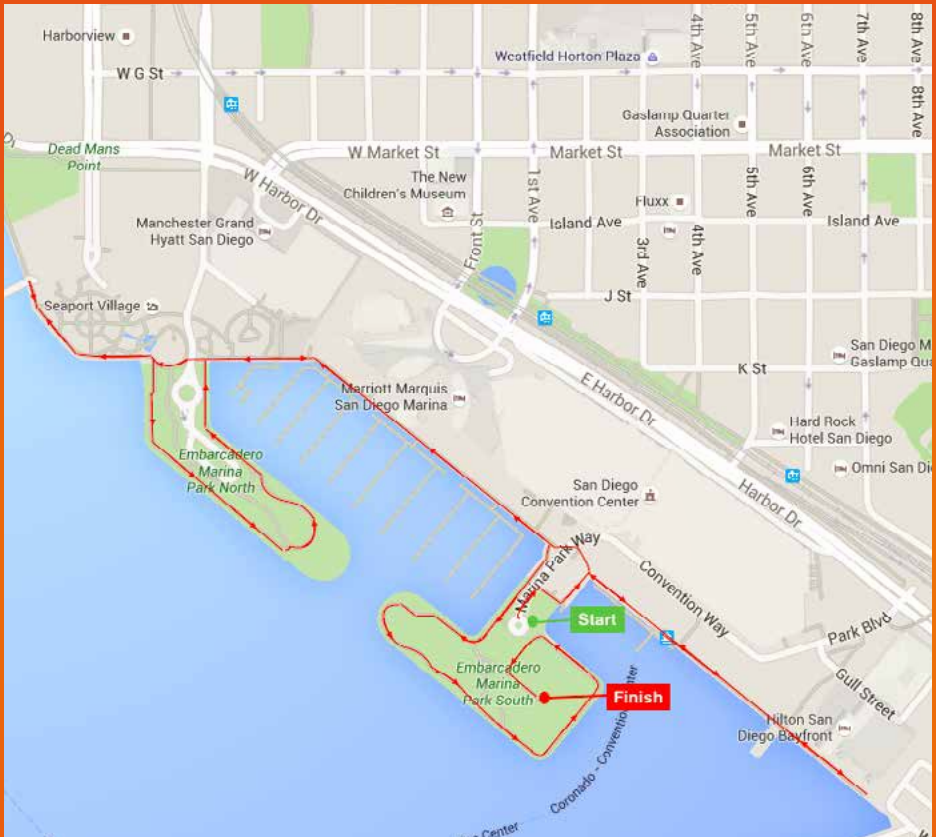 Harborview
W G St
Westfield Horton Plaza
4th Ave
5th Ave
6th Ave
7th Ave
8th Ave
8th Ave
Gaslamp Quarter
Association
Dead Mans
Point
W Market St
Market St
Market St
W Harbor Dr
The New
Children's Museum
1st Ave
5th Ave
6th Ave
Fluxx
Manchester Grand
Hyatt San Diego
Front St
Island Ave
Island Ave
3rd Ave
4th Ave
Seaport Village
J St
San Diego M
Gaslamp Qua
K St
Marriott Marquis
San Diego Marina
E Harbor Dr
Hard Rock
Hotel San Diego
Embarcadero
Marina
Park North
Omni San Di
San Diego
Convention Center
Harbor Dr
Marina Park Way
Convention Way
Start
Park Blvd
Embarcadero
Marina
Park South
Gull Street
Finish
Hilton San
Diego Bayfront
Coronado - Convention Center
Center